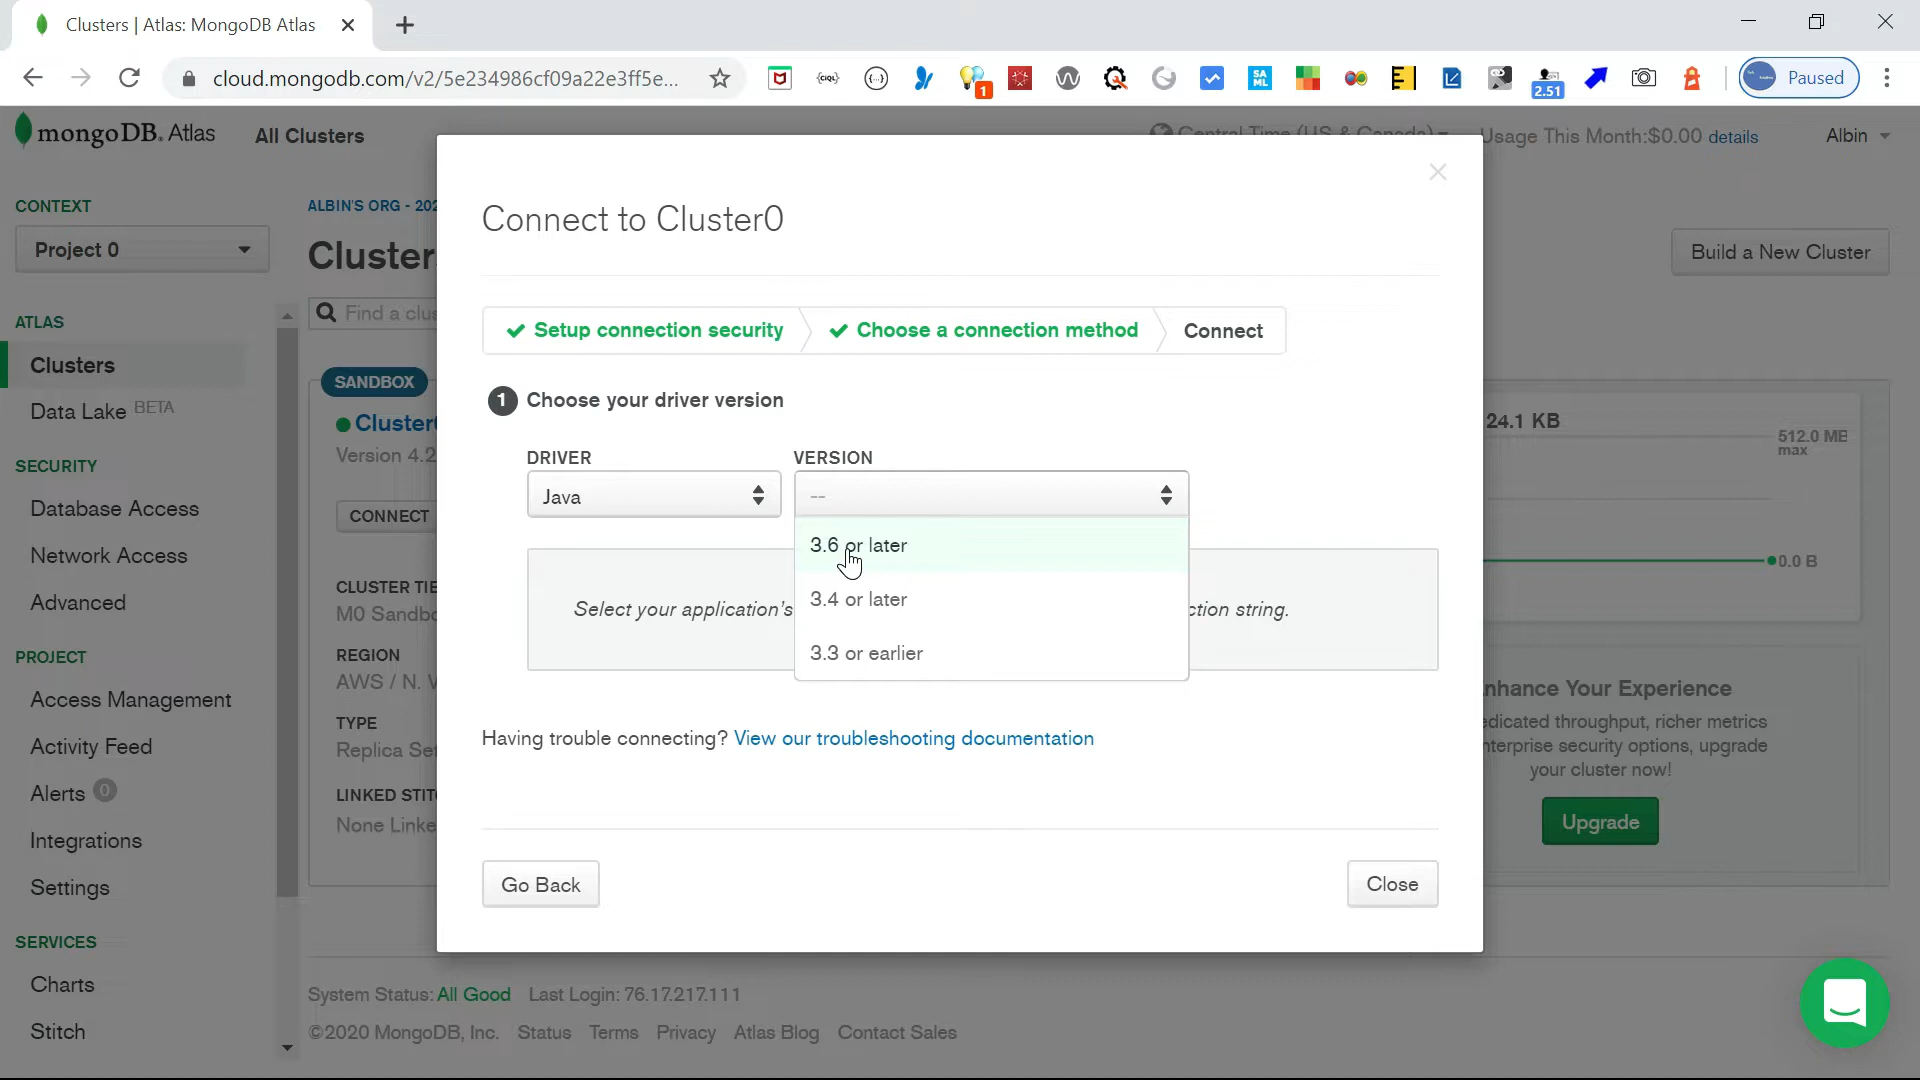 Clusters | Atlas: MongoDB Atlas
cloud.mongodb.com/v2/5e234986cf09a22e3ff5e...
{CIQL}
{...}
1
SA
ML
2.51
Paused
mongoDB. Atlas
All Clusters
Central Time (US & Canada)
Usage This Month:$0.00 details
Albin
CONTEXT
Project 0
ALBIN'S ORG - 202
Cluster
Build a New Cluster
Find a clus
ATLAS
Clusters
Data Lake BETA
SECURITY
Database Access
Network Access
Advanced
PROJECT
Access Management
Activity Feed
Alerts 0
Integrations
Settings
SERVICES
Charts
Stitch
SANDBOX
Cluster
Version 4.2
CONNECT
CLUSTER TIE
M0 Sandbo
REGION
AWS / N. V
TYPE
Replica Set
LINKED STIT
None Linke
Connect to Cluster0
Setup connection security
Choose a connection method
Connect
1 Choose your driver version
DRIVER
VERSION
Java
--
3.6 or later
3.4 or later
3.3 or earlier
Select your application's
ction string.
Having trouble connecting? View our troubleshooting documentation
Go Back
Close
24.1 KB
512.0 MB
max
0.0 B
nhance Your Experience
edicated throughput, richer metrics
nterprise security options, upgrade
your cluster now!
Upgrade
System Status: All Good Last Login: 76.17.217.111
©2020 MongoDB, Inc. Status Terms Privacy Atlas Blog Contact Sales